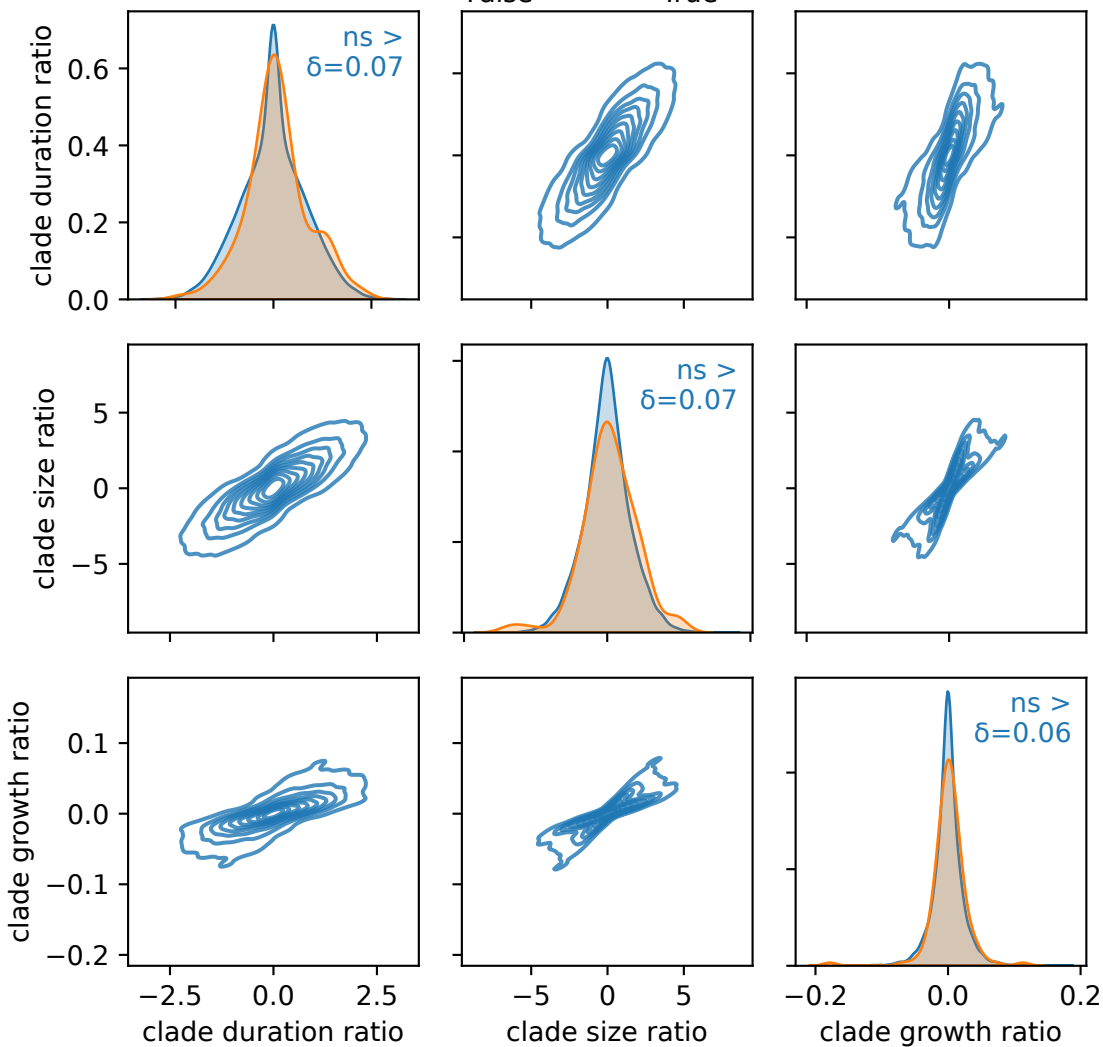 True
clade duration ratio
0.6
0.4
0.2
0.0
ns >
δ=0.07
clade size ratio
5
0
−5
ns >
δ=0.07
clade growth ratio
0.1
0.0
−0.1
−0.2
ns >
δ=0.06
−2.5 0.0 2.5
−5 0 5
−0.2 0.0 0.2
clade duration ratio
clade size ratio
clade growth ratio